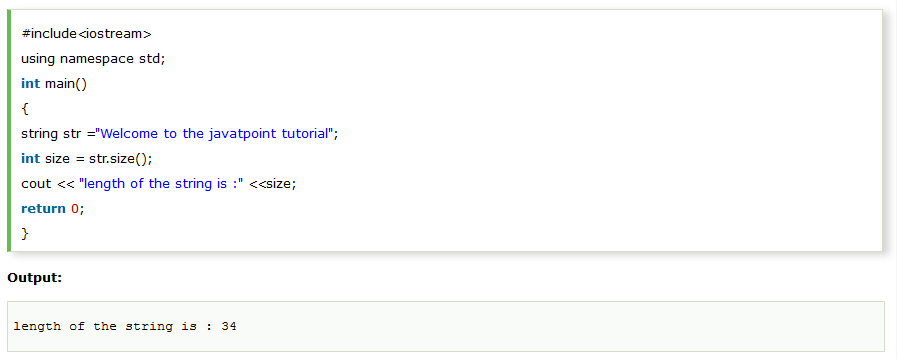 #include<iostream>
using namespace std;
int main()
{
string str ="Welcome to the javatpoint tutorial";
int size = str.size();
cout << "length of the string is :" <<size;
return 0;
}
Output:
length of the string is : 34